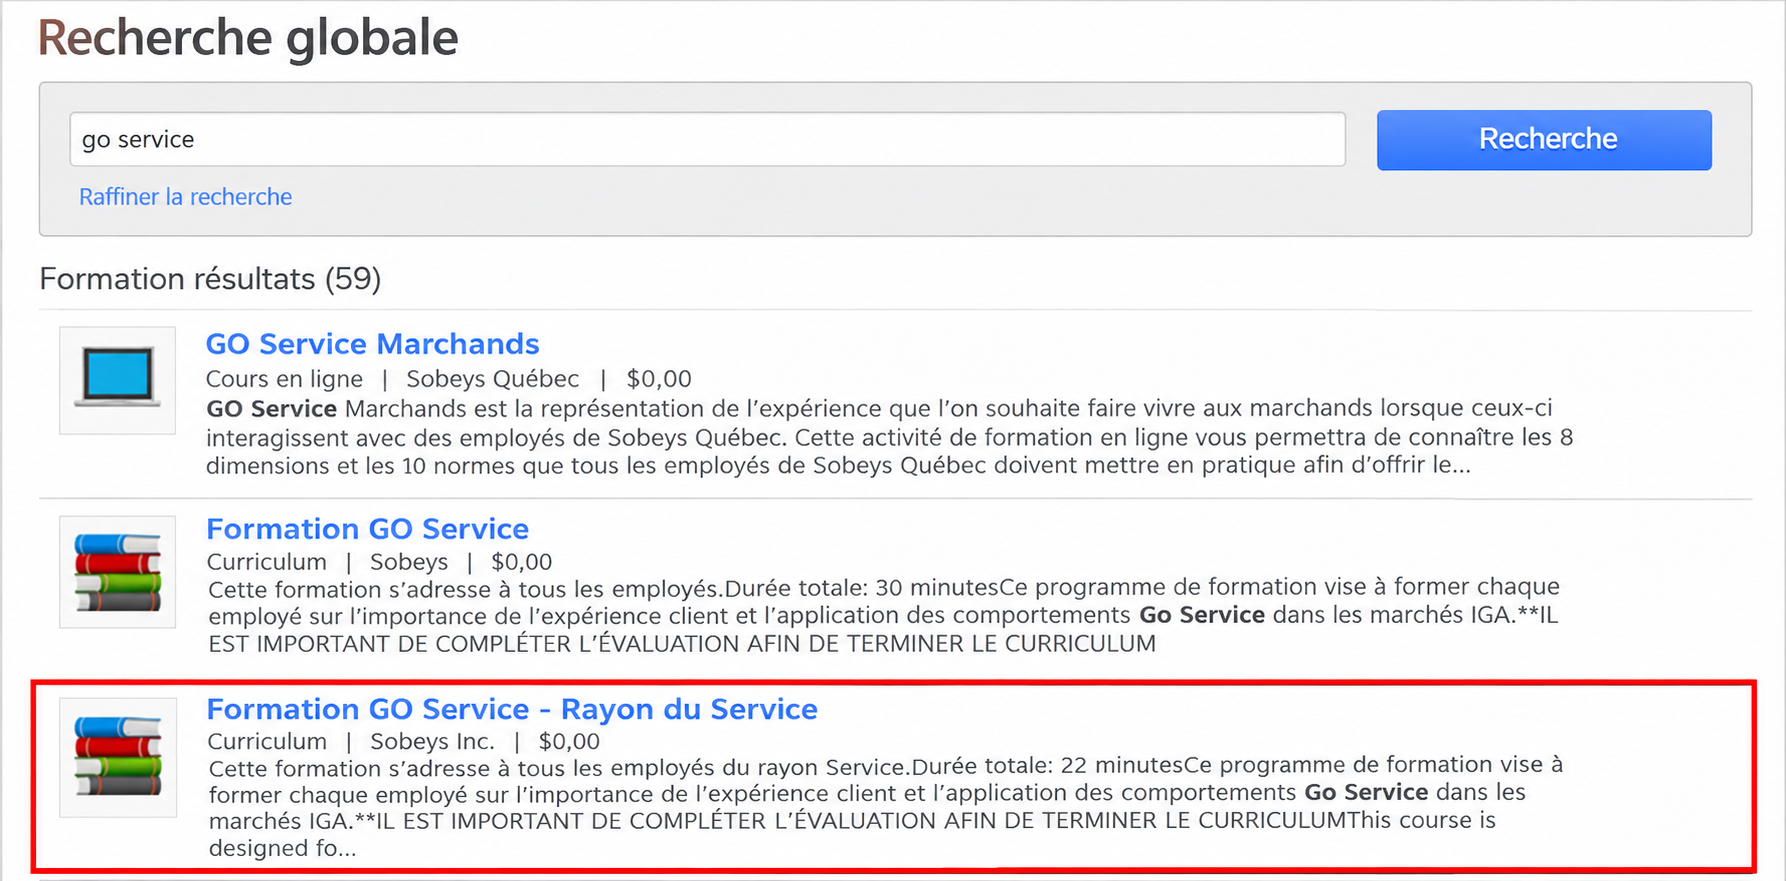 Recherche globale
go service
Recherche
Raffiner la recherche
Formation résultats (59)
GO Service Marchands
Cours en ligne | Sobeys Québec | $0,00
GO Service Marchands est la représentation de l'expérience que l'on souhaite faire vivre aux marchands lorsque ceux-ci
interagissent avec des employés de Sobeys Québec. Cette activité de formation en ligne vous permettra de connaître les 8
dimensions et les 10 normes que tous les employés de Sobeys Québec doivent mettre en pratique afin d'offrir le...
Formation GO Service
Curriculum | Sobeys | $0,00
Cette formation s'adresse à tous les employés.Durée totale: 30 minutesCe programme de formation vise à former chaque
employé sur l'importance de l'expérience client et l'application des comportements Go Service dans les marchés IGA.**IL
EST IMPORTANT DE COMPLÉTER L'ÉVALUATION AFIN DE TERMINER LE CURRICULUM
Formation GO Service - Rayon du Service
Curriculum | Sobeys Inc. | $0,00
Cette formation s'adresse à tous les employés du rayon Service.Durée totale: 22 minutesCe programme de formation vise à
former chaque employé sur l'importance de l'expérience client et l'application des comportements Go Service dans les
marchés IGA.**IL EST IMPORTANT DE COMPLÉTER L'ÉVALUATION AFIN DE TERMINER LE CURRICULUMThis course is
designed fo...